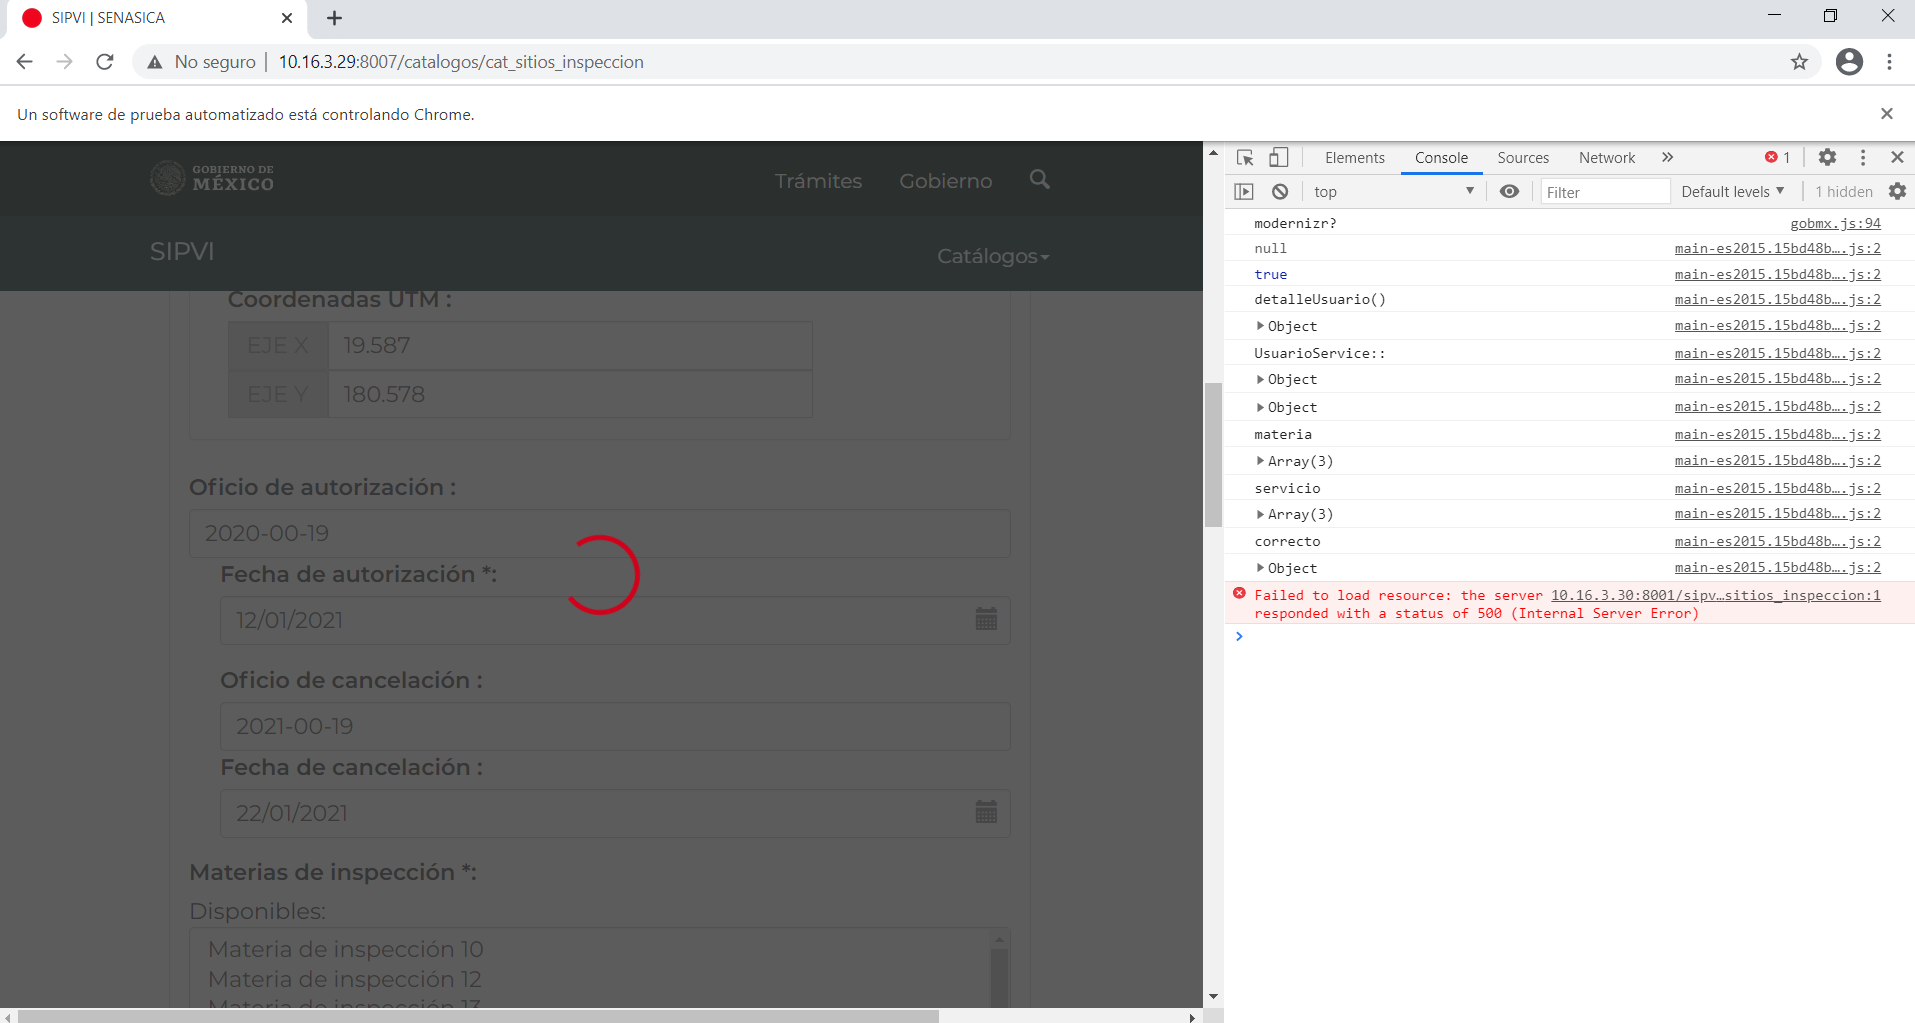 SIPVI | SENASICA
No seguro
10.16.3.29:8007/catalogos/cat_sitios_inspeccion
Un software de prueba automatizado está controlando Chrome.
GOBIERNO DE
MÉXICO
Trámites
Gobierno
SIPVI
Catálogos
Coordenadas UTM :
EJE X
19.587
EJE Y
180.578
Oficio de autorización :
2020-00-19
Fecha de autorización *:
12/01/2021
Oficio de cancelación :
2021-00-19
Fecha de cancelación :
22/01/2021
Materias de inspección *:
Disponibles:
Materia de inspección 10
Materia de inspección 12
Materia de inspección 13
Elements Console Sources Network » 1
top Filter Default levels 1 hidden
modernizr? gobmx.js:94
null main-es2015.15bd48b….js:2
true main-es2015.15bd48b….js:2
detalleUsuario() main-es2015.15bd48b….js:2
Object main-es2015.15bd48b….js:2
UsuarioService:: main-es2015.15bd48b….js:2
Object main-es2015.15bd48b….js:2
Object main-es2015.15bd48b….js:2
materia main-es2015.15bd48b….js:2
Array(3) main-es2015.15bd48b….js:2
servicio main-es2015.15bd48b….js:2
Array(3) main-es2015.15bd48b….js:2
correcto main-es2015.15bd48b….js:2
Object main-es2015.15bd48b….js:2
Failed to load resource: the server 10.16.3.30:8001/sipv…sitios_inspeccion:1
responded with a status of 500 (Internal Server Error)